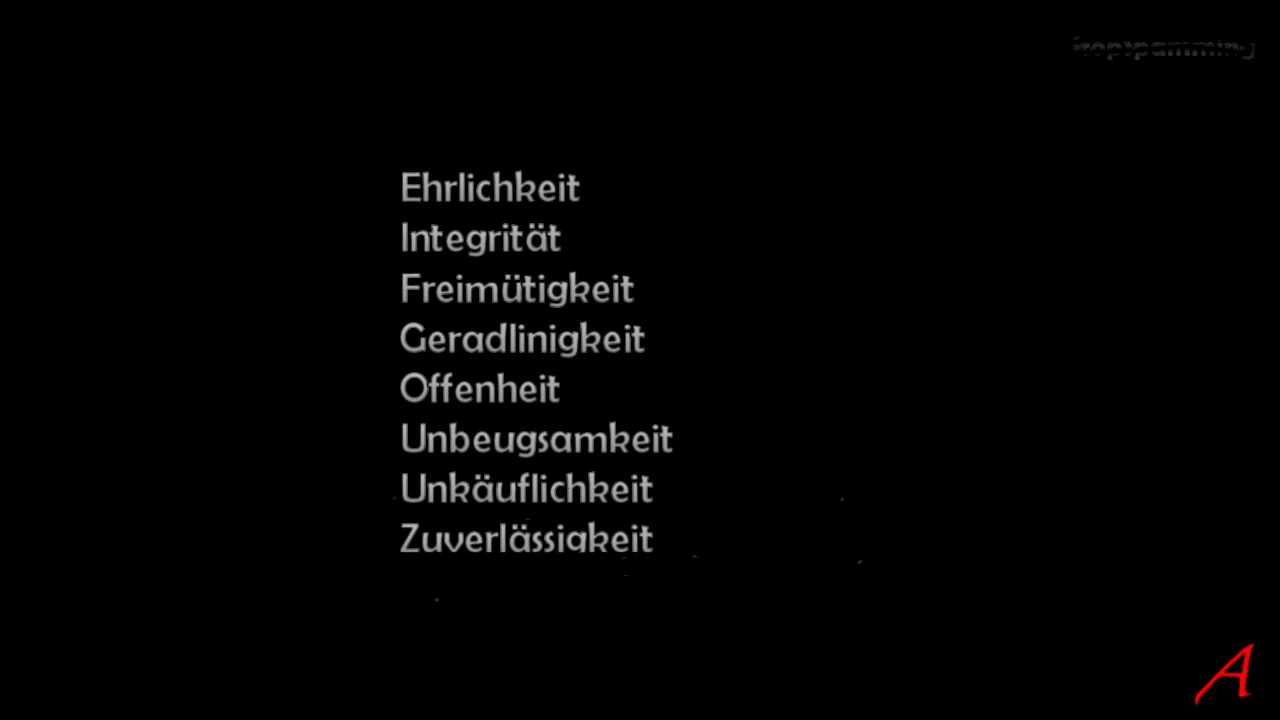 Ehrlichkeit
Integrität
Freimütigkeit
Geradlinigkeit
Offenheit
Unbeugsamkeit
Unkäuflichkeit
Zuverlässigkeit
A